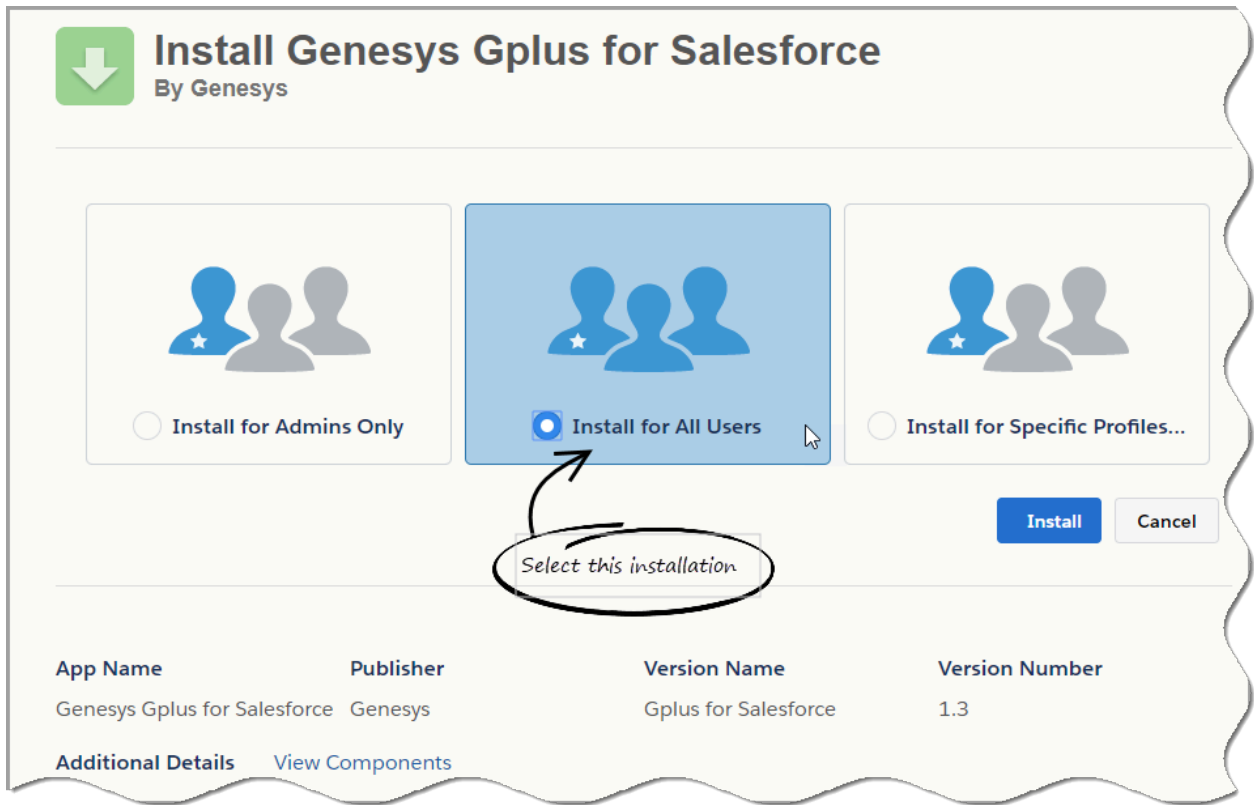 Install Genesys Gplus for Salesforce
By Genesys
Install for Admins Only
Install for All Users
Install for Specific Profiles...
Install
Cancel
Select this installation
App Name
Publisher
Version Name
Version Number
Genesys Gplus for Salesforce
Genesys
Gplus for Salesforce
1.3
Additional Details
View Components